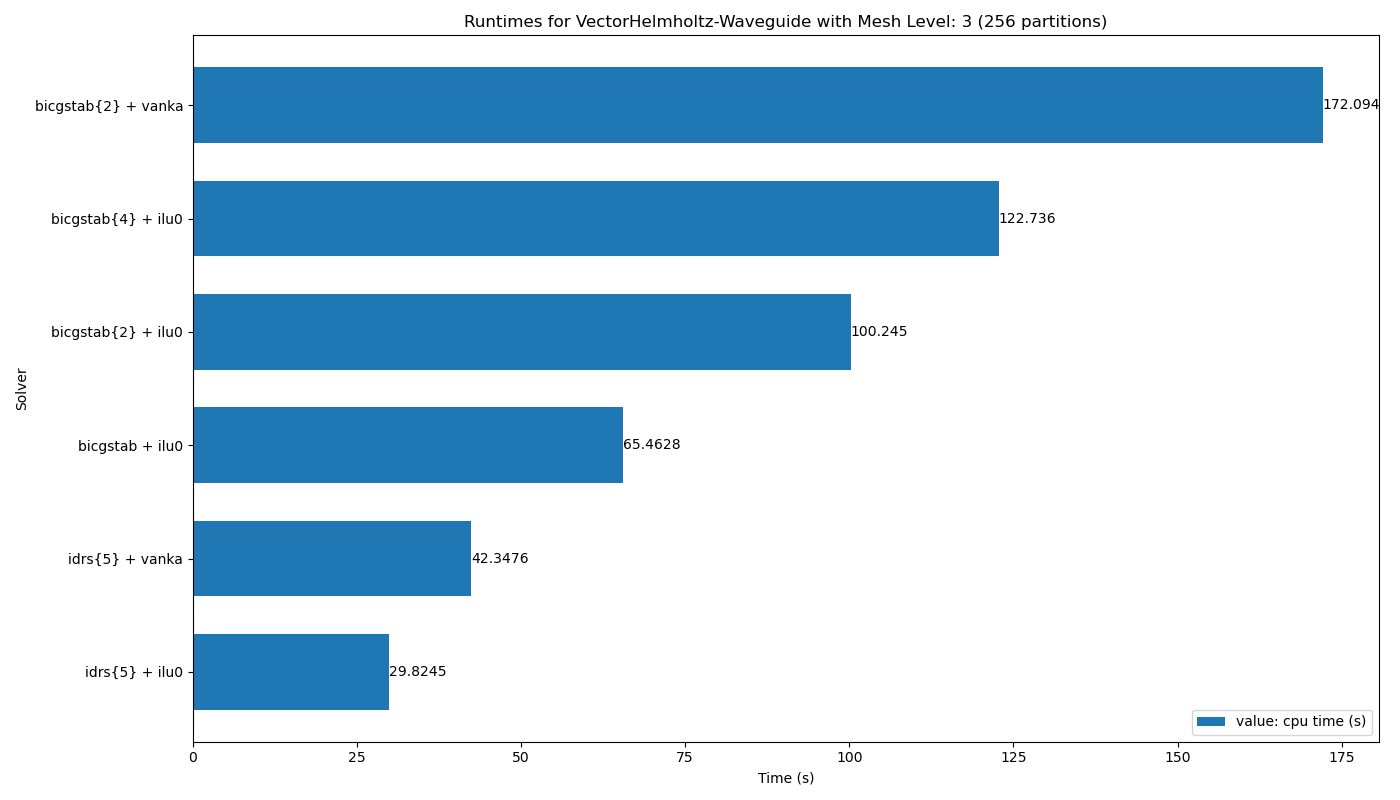 Runtimes for VectorHelmholtz-Waveguide with Mesh Level: 3 (256 partitions)
bicgstab{2} + vanka 172.094
bicgstab{4} + ilu0 122.736
bicgstab{2} + ilu0 100.245
bicgstab + ilu0 65.4628
idrs{5} + vanka 42.3476
idrs{5} + ilu0 29.8245
Solver
value: cpu time (s)
0 25 50 75 100 125 150 175
Time (s)